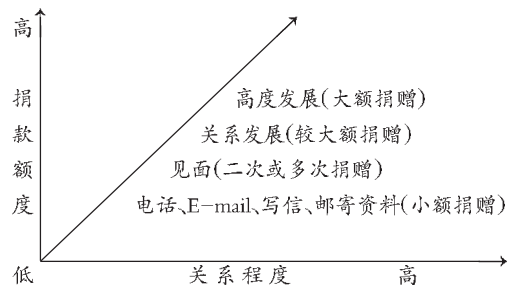 高
捐款额度
高度发展(大额捐赠)
关系发展(较大额捐赠)
见面(二次或多次捐赠)
电话、E-mail、写信、邮寄资料(小额捐赠)
低 关系程度 高